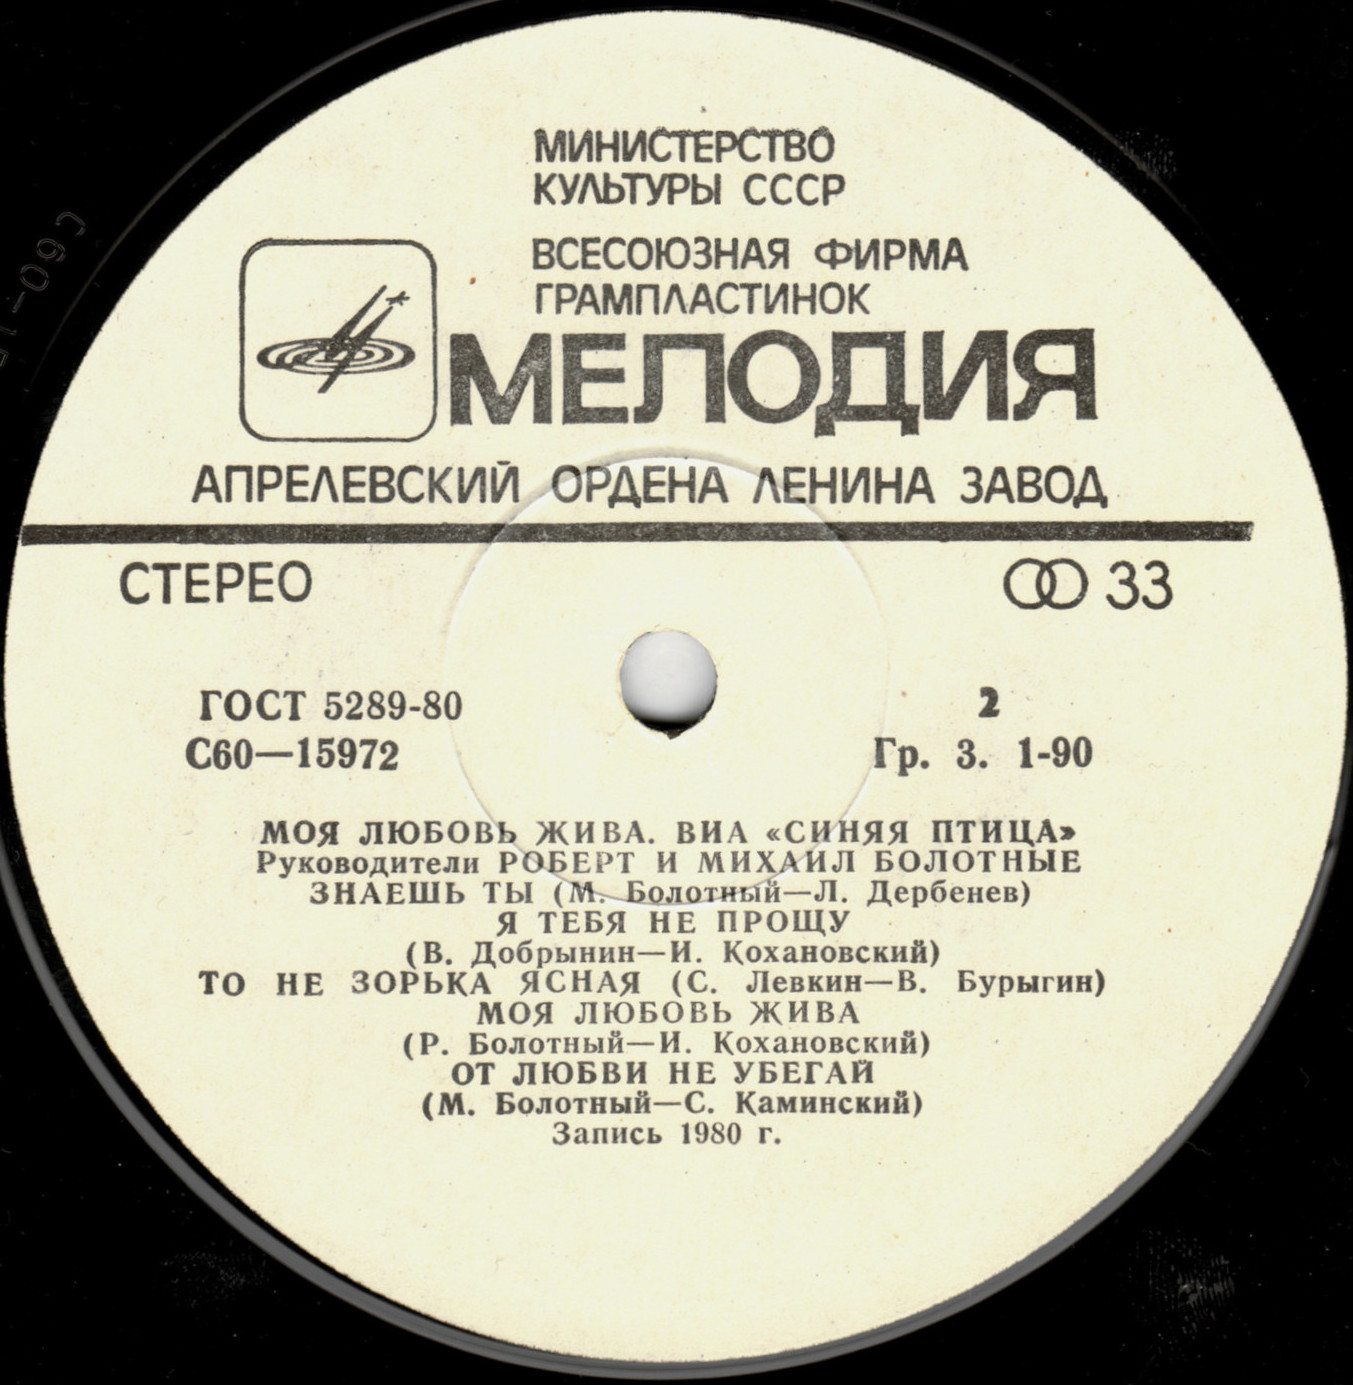 МИНИСТЕРСТВО
КУЛЬТУРЫ СССР
ВСЕСОЮЗНАЯ ФИРМА
ГРАМПЛАСТИНОК
МЕЛОДИЯ
АПРЕЛЕВСКИЙ ОРДЕНА ЛЕНИНА ЗАВОД
СТЕРЕО 33
ГОСТ 5289-80 2
С60—15972 Гр. 3. 1-90
МОЯ ЛЮБОВЬ ЖИВА. ВИА «СИНЯЯ ПТИЦА»
Руководители РОБЕРТ И МИХАИЛ БОЛОТНЫЕ
ЗНАЕШЬ ТЫ (М. Болотный—Л. Дербенев)
Я ТЕБЯ НЕ ПРОЩУ
(В. Добрынин—И. Кохановский)
ТО НЕ ЗОРЬКА ЯСНАЯ (С. Левкин—В. Бурыгин)
МОЯ ЛЮБОВЬ ЖИВА
(Р. Болотный—И. Кохановский)
ОТ ЛЮБВИ НЕ УБЕГАЙ
(М. Болотный—С. Каминский)
Запись 1980 г.